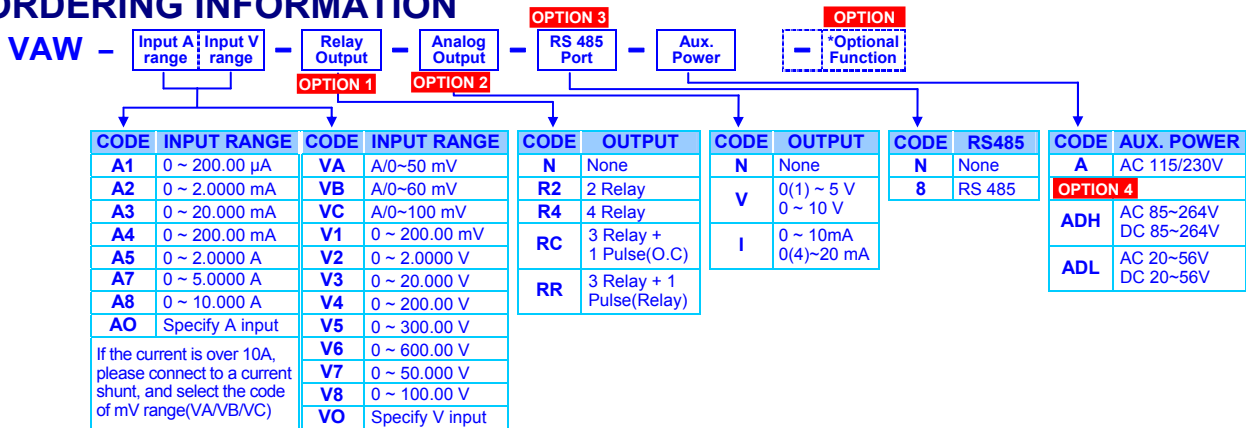 ORDERING INFORMATION
OPTION 3
OPTION
VAW – Input A range Input V range – Relay Output – Analog Output – RS 485 Port – Aux. Power – *Optional Function
OPTION 1
OPTION 2
CODE INPUT RANGE
A1 0 ~ 200.00 µA
A2 0 ~ 2.0000 mA
A3 0 ~ 20.000 mA
A4 0 ~ 200.00 mA
A5 0 ~ 2.0000 A
A7 0 ~ 5.0000 A
A8 0 ~ 10.000 A
AO Specify A input
If the current is over 10A,
please connect to a current
shunt, and select the code
of mV range(VA/VB/VC)
CODE INPUT RANGE
VA A/0~50 mV
VB A/0~60 mV
VC A/0~100 mV
V1 0 ~ 200.00 mV
V2 0 ~ 2.0000 V
V3 0 ~ 20.000 V
V4 0 ~ 200.00 V
V5 0 ~ 300.00 V
V6 0 ~ 600.00 V
V7 0 ~ 50.000 V
V8 0 ~ 100.00 V
VO Specify V input
CODE OUTPUT
N None
R2 2 Relay
R4 4 Relay
RC 3 Relay +
1 Pulse(O.C)
RR 3 Relay + 1
Pulse(Relay)
CODE OUTPUT
N None
V 0(1) ~ 5 V
0 ~ 10 V
I 0 ~ 10mA
0(4)~20 mA
CODE RS485
N None
8 RS 485
CODE AUX. POWER
A AC 115/230V
OPTION 4
ADH AC 85~264V
DC 85~264V
ADL AC 20~56V
DC 20~56V